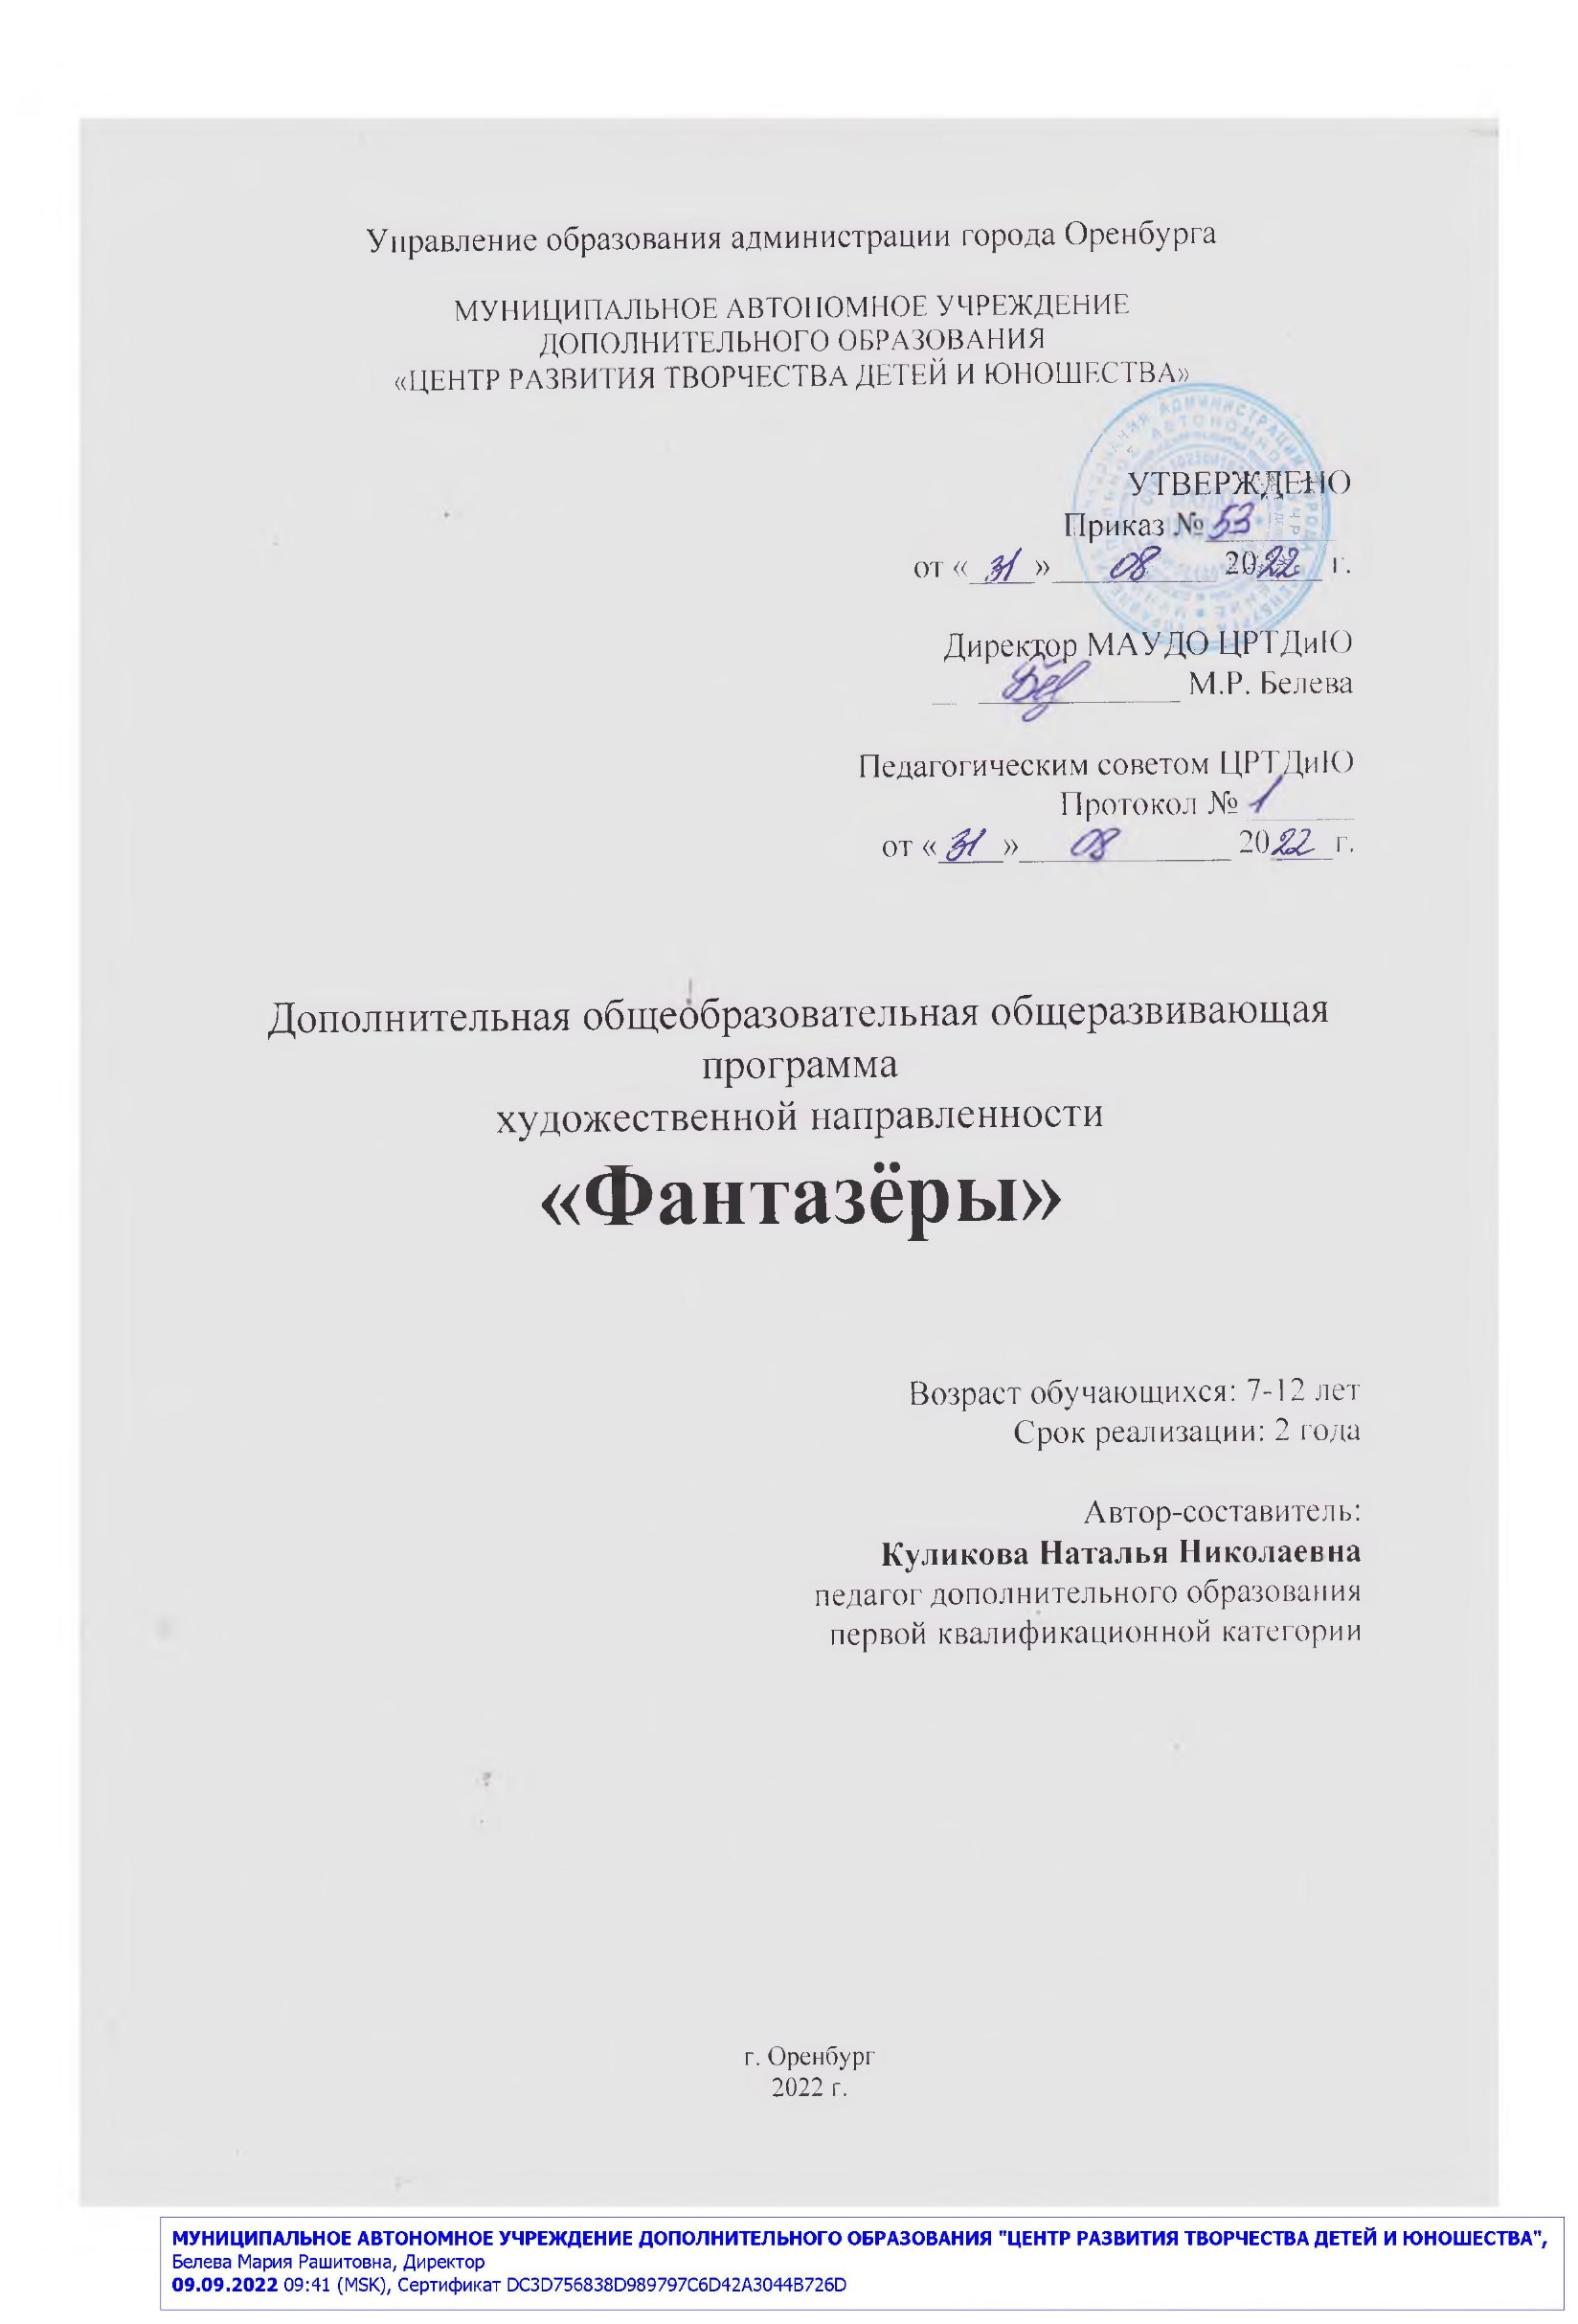 Управление образования администрации города Оренбурга
МУНИЦИПАЛЬНОЕ АВТОНОМНОЕ УЧРЕЖДЕНИЕ
ДОПОЛНИТЕЛЬНОГО ОБРАЗОВАНИЯ
«ЦЕНТР РАЗВИТИЯ ТВОРЧЕСТВА ДЕТЕЙ И ЮНОШЕСТВА»
УТВЕРЖДЕНО
Приказ № 53
от « 31 » 08 2022 г.
Директор МАУДО ЦРТДиЮ
М.Р. Белева
Педагогическим советом ЦРТДиЮ
Протокол № 1
от « 31 » 08 2022 г.
Дополнительная общеобразовательная общеразвивающая
программа
художественной направленности
«Фантазёры»
Возраст обучающихся: 7-12 лет
Срок реализации: 2 года
Автор-составитель:
Куликова Наталья Николаевна
педагог дополнительного образования
первой квалификационной категории
г. Оренбург
2022 г.
МУНИЦИПАЛЬНОЕ АВТОНОМНОЕ УЧРЕЖДЕНИЕ ДОПОЛНИТЕЛЬНОГО ОБРАЗОВАНИЯ "ЦЕНТР РАЗВИТИЯ ТВОРЧЕСТВА ДЕТЕЙ И ЮНОШЕСТВА",
Белева Мария Рашитовна, Директор
09.09.2022 09:41 (MSK), Сертификат DC3D756838D989797C6D42A3044B726D